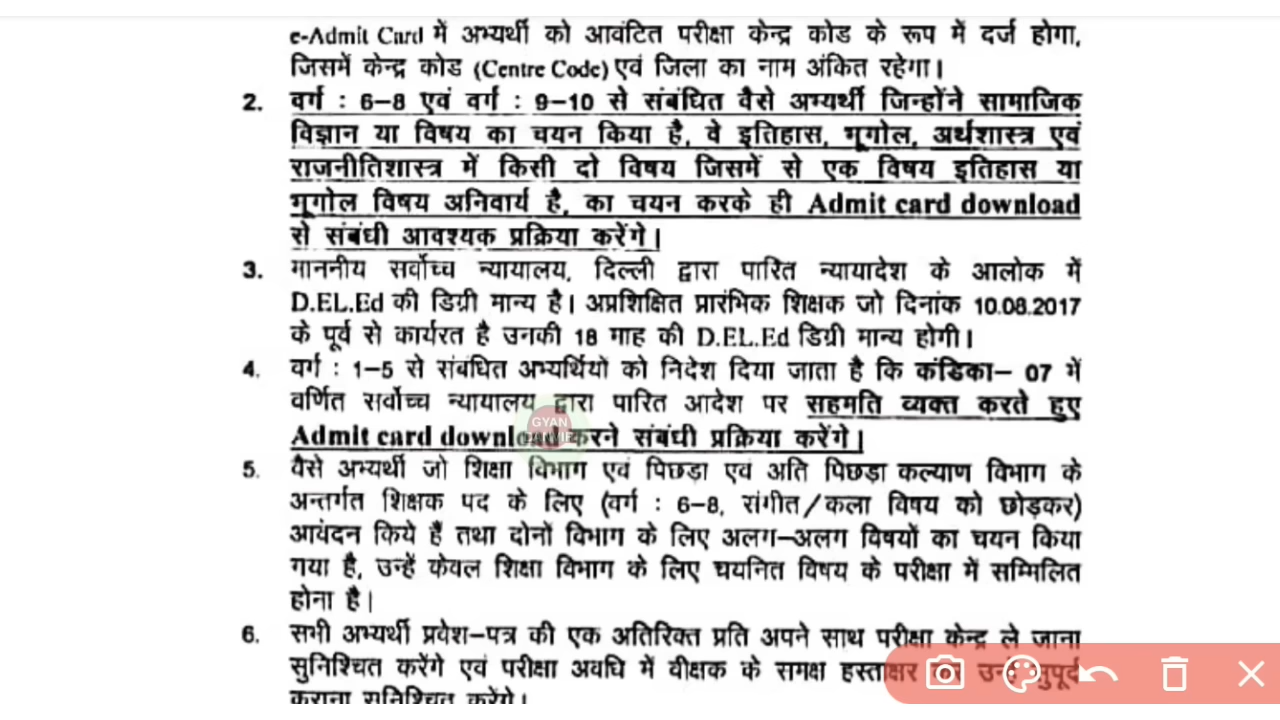 e-Admit Card में अभ्यर्थी को आवंटित परीक्षा केन्द्र कोड के रूप में दर्ज होगा,
जिसमें केन्द्र कोड (Centre Code) एवं जिला का नाम अंकित रहेगा।
2. वर्ग : 6–8 एवं वर्ग : 9–10 से संबंधित वैसे अभ्यर्थी जिन्होंने सामाजिक
विज्ञान या विषय का चयन किया है, वे इतिहास, भूगोल, अर्थशास्त्र एवं
राजनीतिशास्त्र में किसी दो विषय जिसमें से एक विषय इतिहास या
भूगोल विषय अनिवार्य है, का चयन करके ही Admit card download
से संबंधी आवश्यक प्रक्रिया करेंगे।
3. माननीय सर्वोच्च न्यायालय, दिल्ली द्वारा पारित न्यायादेश के आलोक में
D.EL.Ed की डिग्री मान्य है। अप्रशिक्षित प्रारंभिक शिक्षक जो दिनांक 10.08.2017
के पूर्व से कार्यरत है उनकी 18 माह की D.EL.Ed डिग्री मान्य होगी।
4. वर्ग : 1–5 से संबंधित अभ्यर्थियों को निदेश दिया जाता है कि कंडिका– 07 में
वर्णित सर्वोच्च न्यायालय द्वारा पारित आदेश पर सहमति व्यक्त करते हुए
GYAN
Admit card download करने संबंधी प्रक्रिया करेंगे।
5. वैसे अभ्यर्थी जो शिक्षा विभाग एवं पिछड़ा एवं अति पिछड़ा कल्याण विभाग के
अन्तर्गत शिक्षक पद के लिए (वर्ग : 6–8, संगीत/कला विषय को छोड़कर)
आवंदन किये हैं तथा दोनों विभाग के लिए अलग–अलग विषयों का चयन किया
गया है, उन्हें केवल शिक्षा विभाग के लिए चयनित विषय के परीक्षा में सम्मिलित
होना है।
6. सभी अभ्यर्थी प्रवेश–पत्र की एक अतिरिक्त प्रति अपने साथ परीक्षा केन्द्र ले जाना
सुनिश्चित करेंगे एवं परीक्षा अवधि में वीक्षक के समक्ष हस्ताक्षर
कराना सुनिश्चित करेंगे।